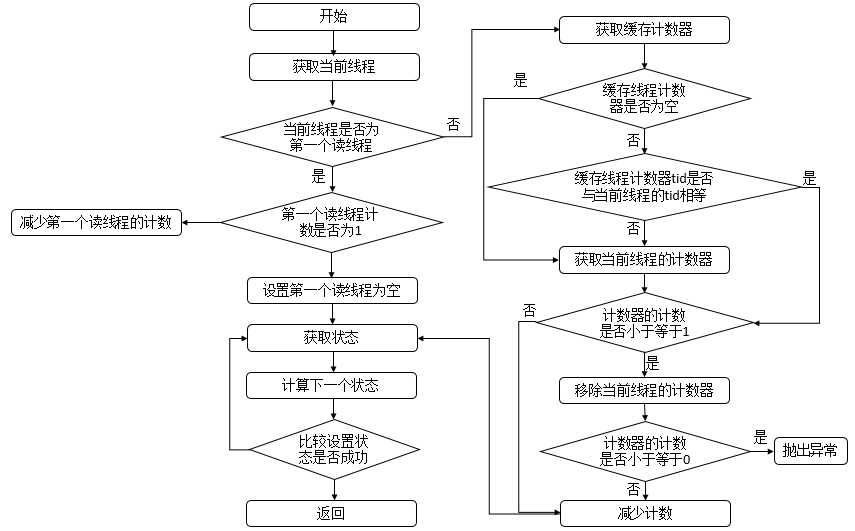 开始
获取当前线程
当前线程是否为
第一个读线程
否
是
第一个读线程计
数是否为1
减少第一个读线程的计数
设置第一个读线程为空
获取状态
计算下一个状态
比较设置状
态是否成功
返回
获取缓存计数器
是
缓存线程计数
器是否为空
否
缓存线程计数器tid是否
与当前线程的tid相等
是
否
获取当前线程的计数器
否
计数器的计数
是否小于等于1
是
移除当前线程的计数器
计数器的计数
是否小于等于0
是
抛出异常
否
减少计数